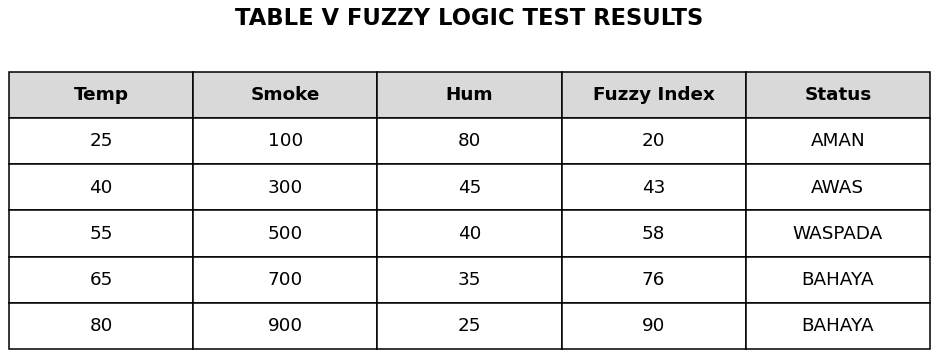 TABLE V FUZZY LOGIC TEST RESULTS
Temp Smoke Hum Fuzzy Index Status
25 100 80 20 AMAN
40 300 45 43 AWAS
55 500 40 58 WASPADA
65 700 35 76 BAHAYA
80 900 25 90 BAHAYA